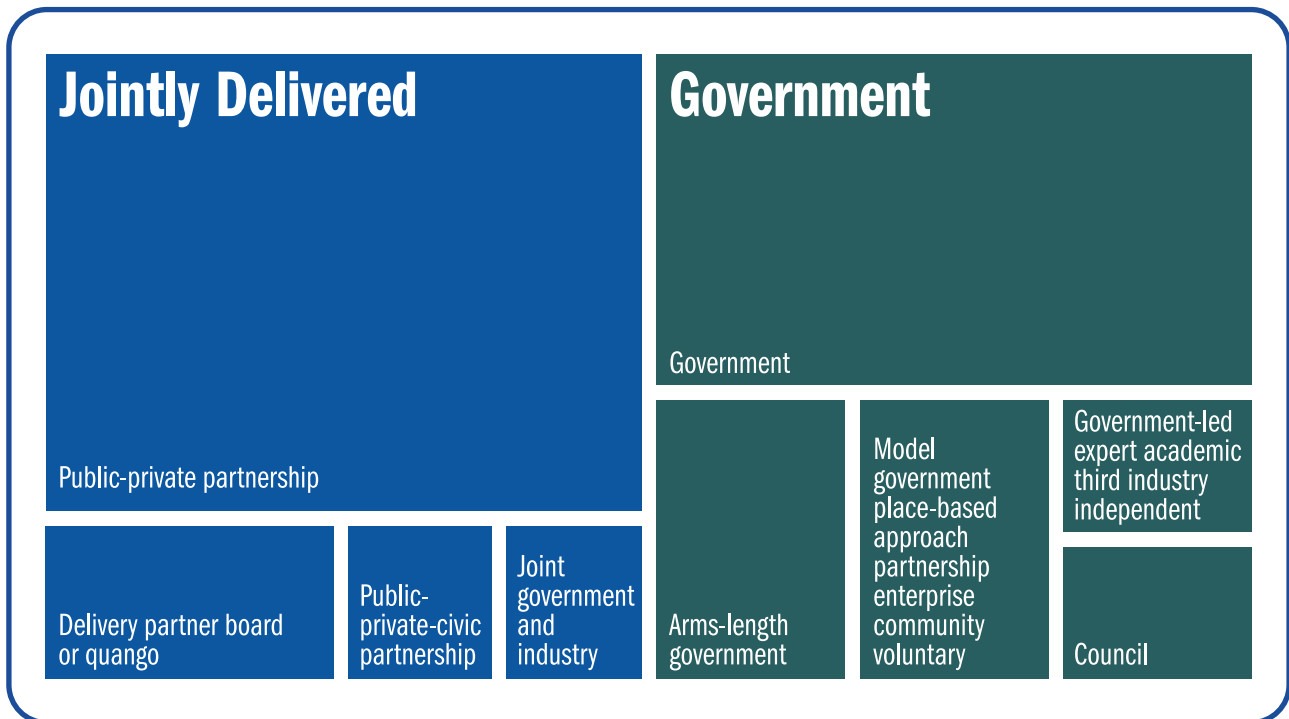 Jointly Delivered
Public-private partnership
Delivery partner board
or quango
Public-
private-civic
partnership
Joint
government
and
industry
Government
Government
Arms-length
government
Model
government
place-based
approach
partnership
enterprise
community
voluntary
Government-led
expert academic
third industry
independent
Council